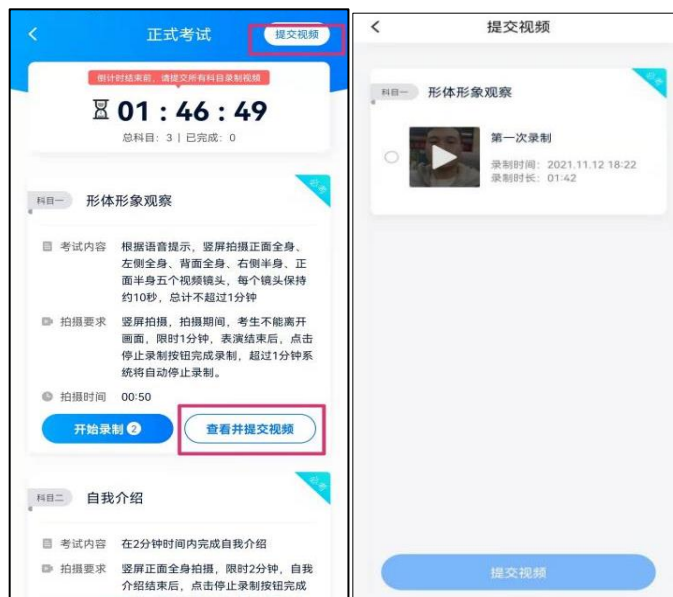 正式考试
提交视频
倒计时结束前，请提交所有科目录制视频
01：46：49
总科目：3 | 已完成：0
必考
科目一 形体形象观察
考试内容 根据语音提示，竖屏拍摄正面全身、
左侧全身、背面全身、右侧半身、正
面半身五个视频镜头，每个镜头保持
约10秒，总计不超过1分钟
拍摄要求 竖屏拍摄，拍摄期间，考生不能离开
画面，限时1分钟，表演结束后，点击
停止录制按钮完成录制，超过1分钟系
统将自动停止录制。
拍摄时间 00:50
开始录制 2
查看并提交视频
必考
科目二 自我介绍
考试内容 在2分钟时间内完成自我介绍
拍摄要求 竖屏正面全身拍摄，限时2分钟，自我
介绍结束后，点击停止录制按钮完成
提交视频
必考
科目一 形体形象观察
第一次录制
录制时间：2021.11.12 18:22
录制时长：01:42
提交视频